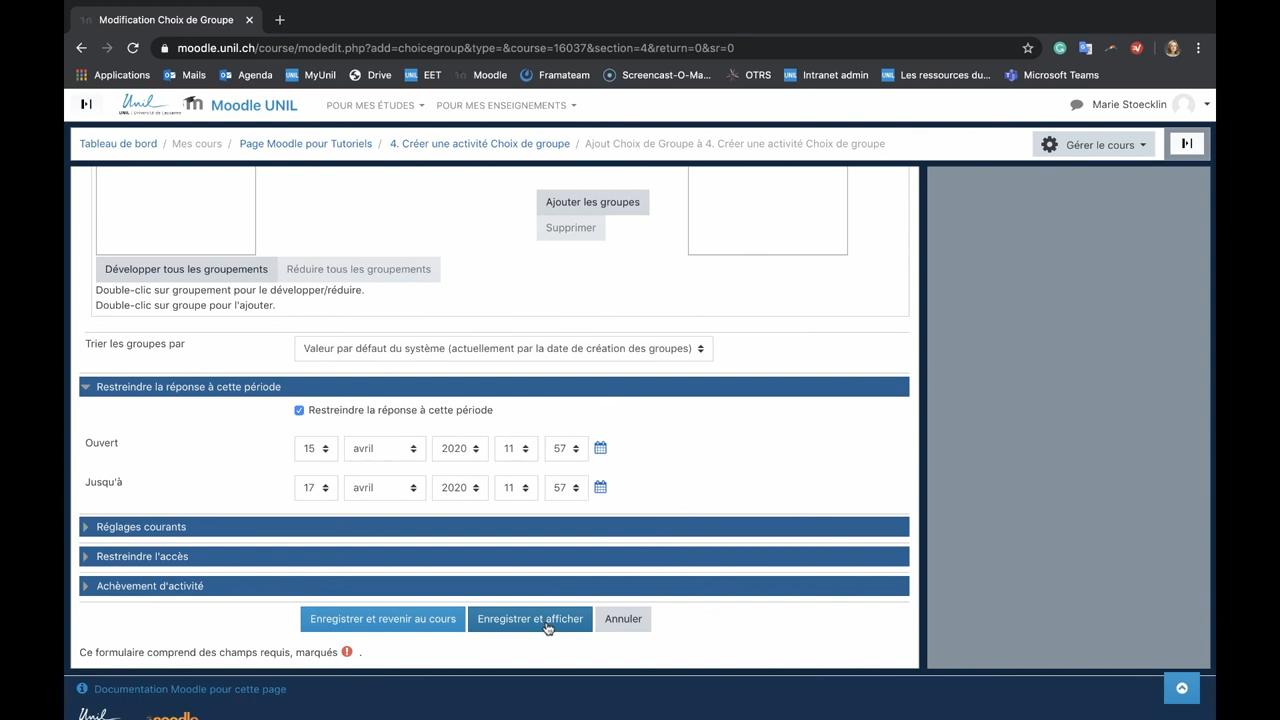 Modification Choix de Groupe
moodle.unil.ch/course/modedit.php?add=choicegroup&type=&course=16037&section=4&return=0&sr=0
Applications Mails Agenda MyUnil Drive EET Moodle Framateam Screencast-O-Ma... OTRS Intranet admin Les ressources du... Microsoft Teams
Unil Moodle UNIL POUR MES ÉTUDES POUR MES ENSEIGNEMENTS Marie Stoecklin
UNIL | Université de Lausanne
Tableau de bord / Mes cours / Page Moodle pour Tutoriels / 4. Créer une activité Choix de groupe / Ajout Choix de Groupe à 4. Créer une activité Choix de groupe Gérer le cours
Ajouter les groupes
Supprimer
Développer tous les groupements Réduire tous les groupements
Double-clic sur groupement pour le développer/réduire.
Double-clic sur groupe pour l'ajouter.
Trier les groupes par Valeur par défaut du système (actuellement par la date de création des groupes)
Restreindre la réponse à cette période
Restreindre la réponse à cette période
Ouvert 15 avril 2020 11 57
Jusqu'à 17 avril 2020 11 57
Réglages courants
Restreindre l'accès
Achèvement d'activité
Enregistrer et revenir au cours Enregistrer et afficher Annuler
Ce formulaire comprend des champs requis, marqués .
Documentation Moodle pour cette page
Unil moodle